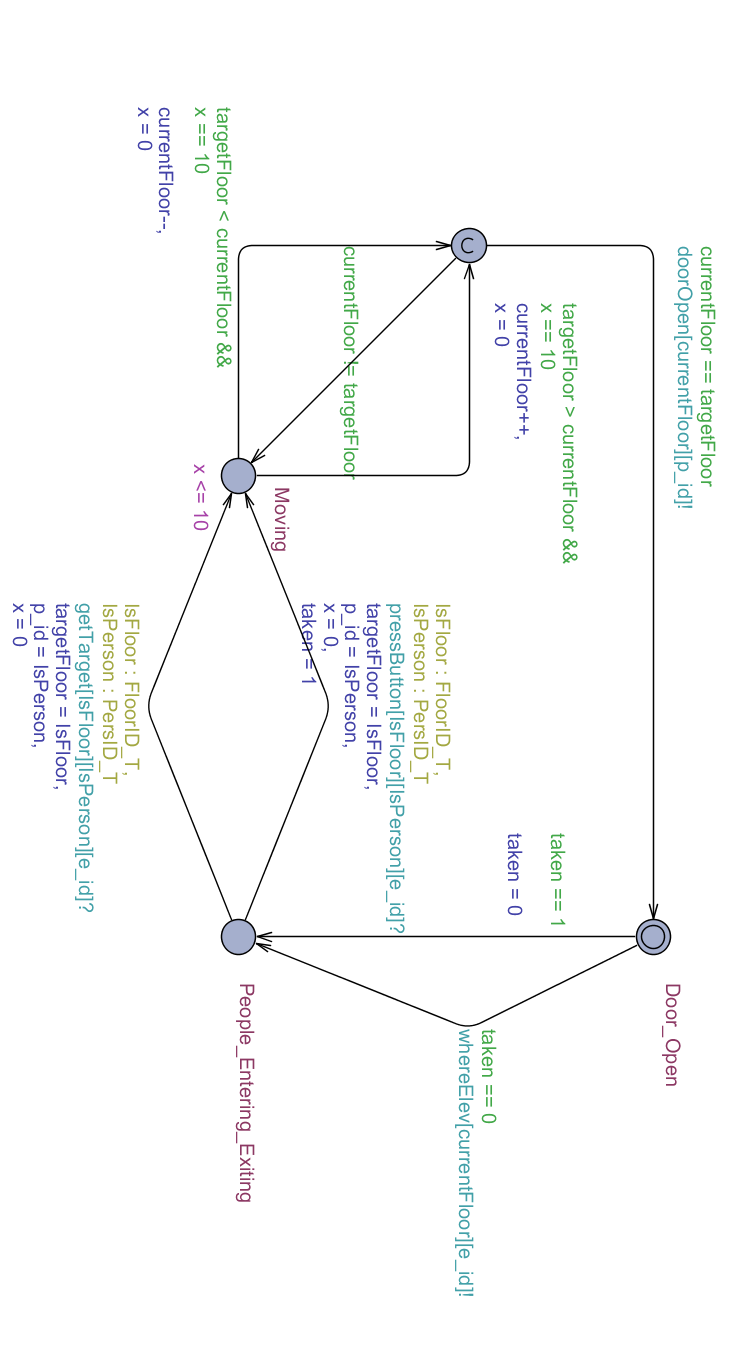 currentFloor == targetFloor
doorOpen[currentFloor][p_id]!
targetFloor > currentFloor &&
x == 10
currentFloor++,
x = 0
currentFloor != targetFloor
targetFloor < currentFloor &&
x == 10
currentFloor--,
x = 0
C
Moving
x <= 10
lsFloor : FloorID_T,
lsPerson : PersID_T
pressButton[lsFloor][lsPerson][e_id]?
targetFloor = lsFloor,
p_id = lsPerson,
x = 0,
taken = 1
lsFloor : FloorID_T,
lsPerson : PersID_T
getTarget[lsFloor][lsPerson][e_id]?
targetFloor = lsFloor,
p_id = lsPerson,
x = 0
taken == 1
taken = 0
Door_Open
taken == 0
whereElev[currentFloor][e_id]!
People_Entering_Exiting